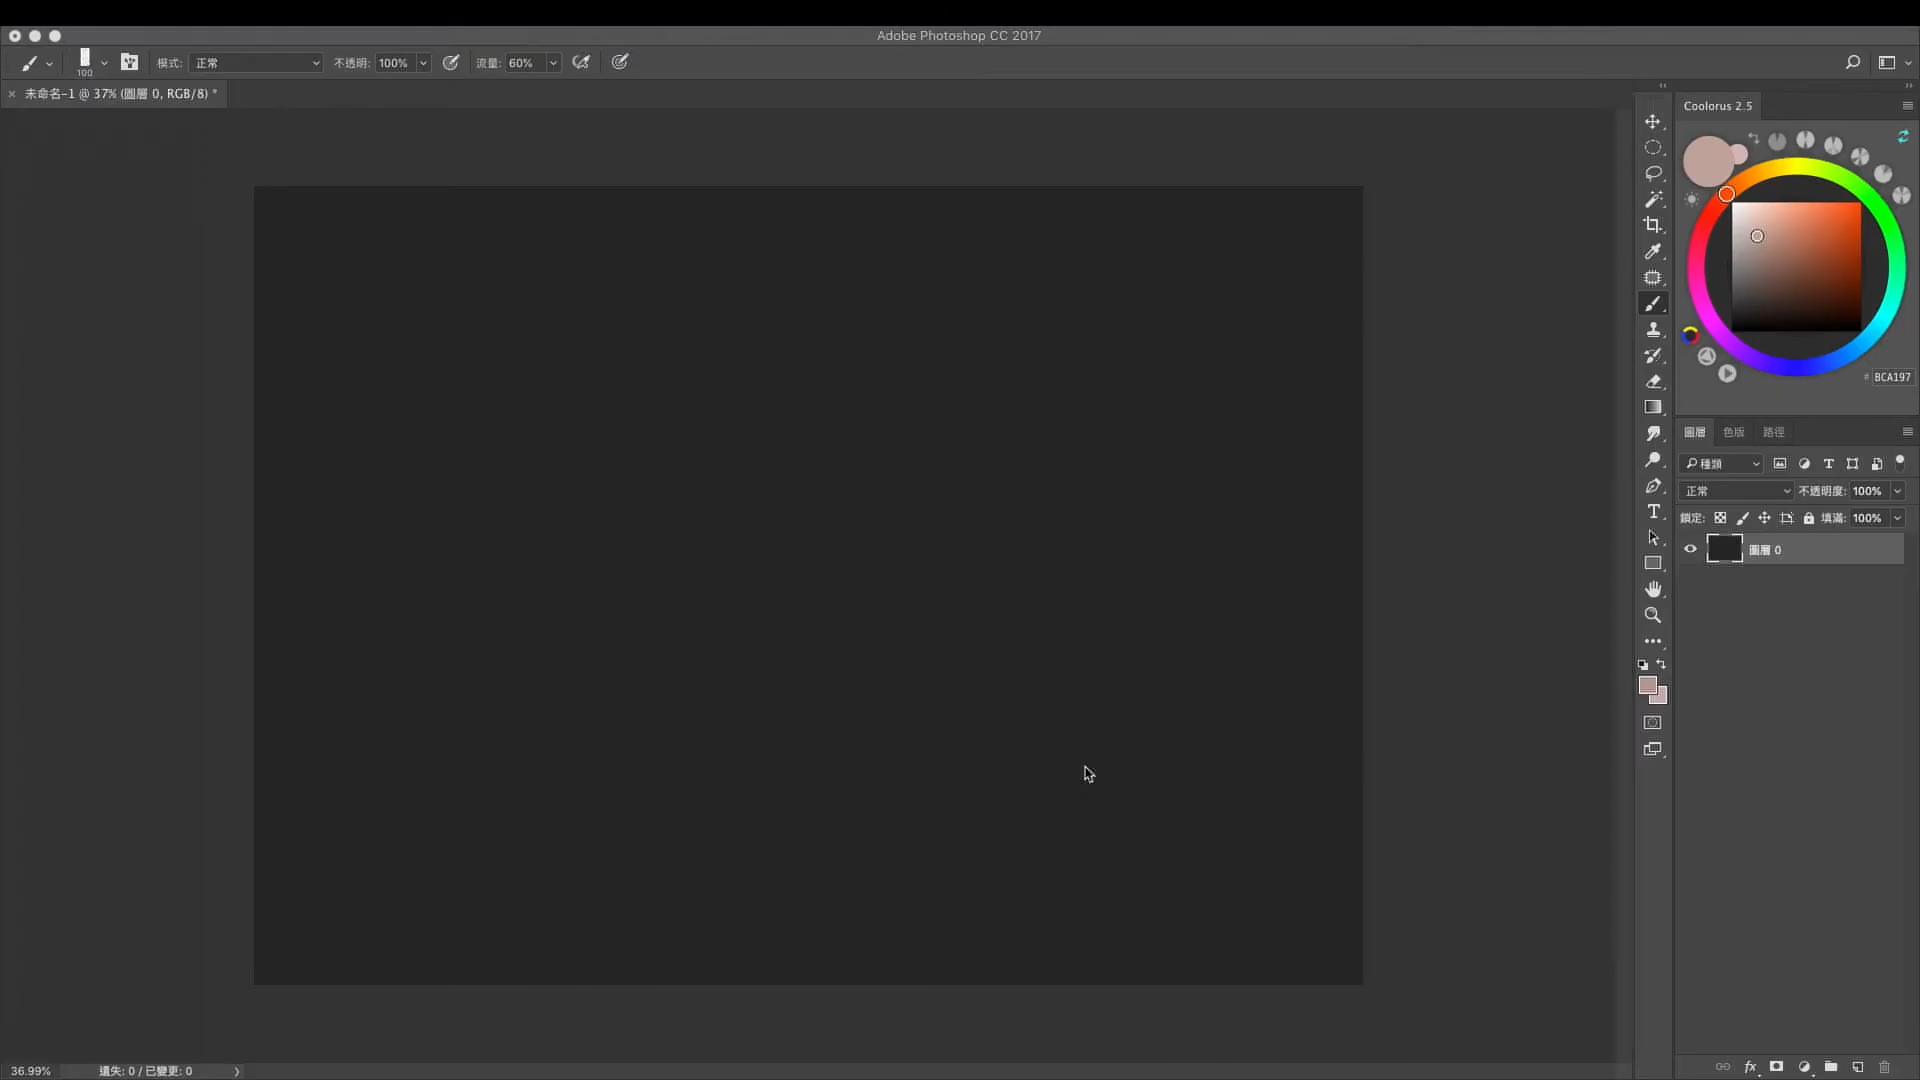 Adobe Photoshop CC 2017
100
模式: 正常
不透明: 100%
流量: 60%
未命名-1 @ 37% (圖層 0, RGB/8) *
Coolorus 2.5
# BCA197
圖層 色版 路徑
種類
正常 不透明度: 100%
鎖定: 填滿: 100%
圖層 0
fx
36.99% 遺失: 0 / 已變更: 0